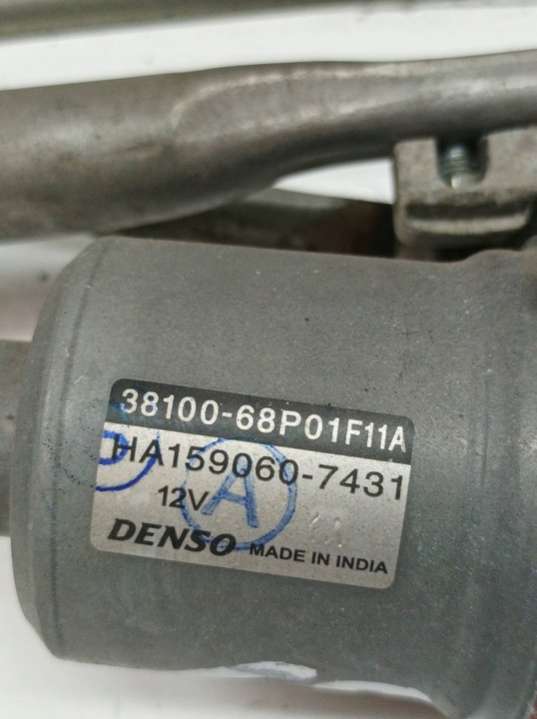 38100-68P01F11A
HA159060-7431
12V
A
DENSO MADE IN INDIA